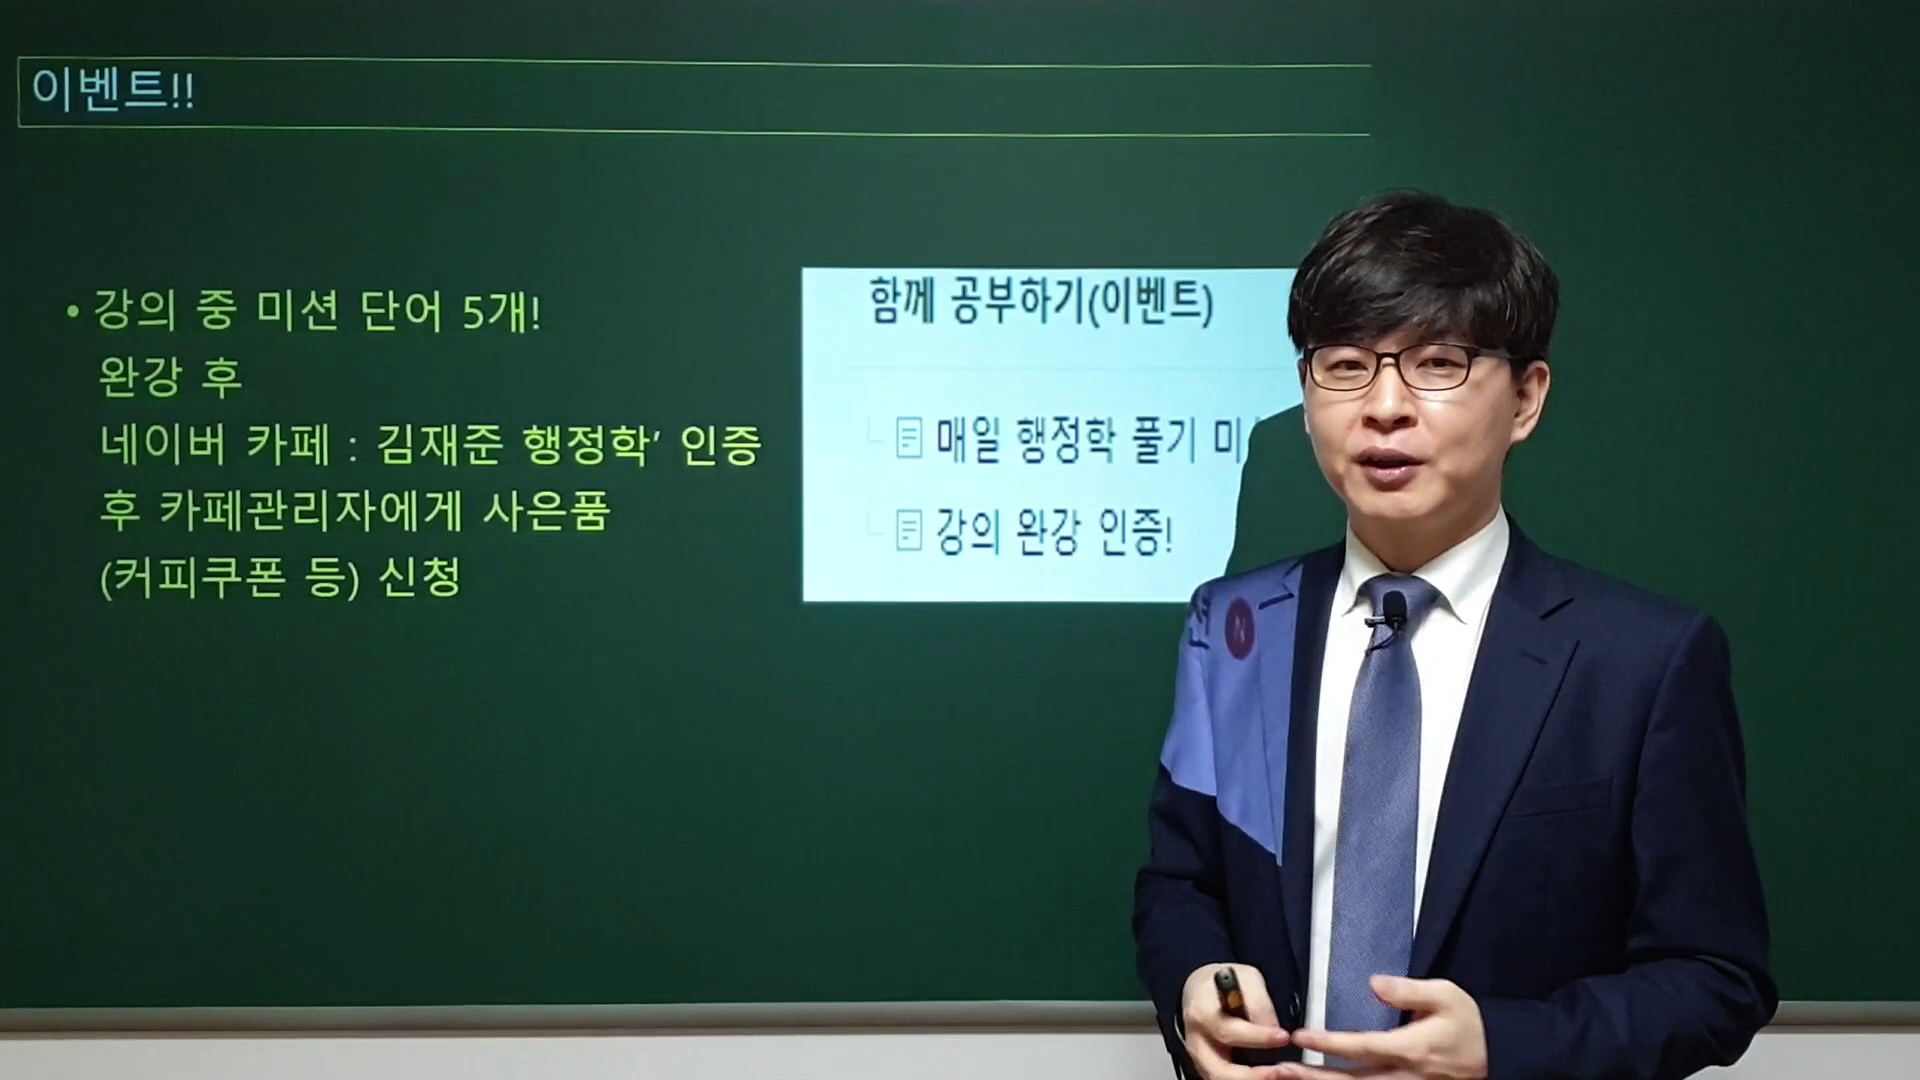 이벤트!!
• 강의 중 미션 단어 5개!
완강 후
네이버 카페 : 김재준 행정학’ 인증
후 카페관리자에게 사은품
(커피쿠폰 등) 신청
함께 공부하기(이벤트)
매일 행정학 풀기 미션
강의 완강 인증!